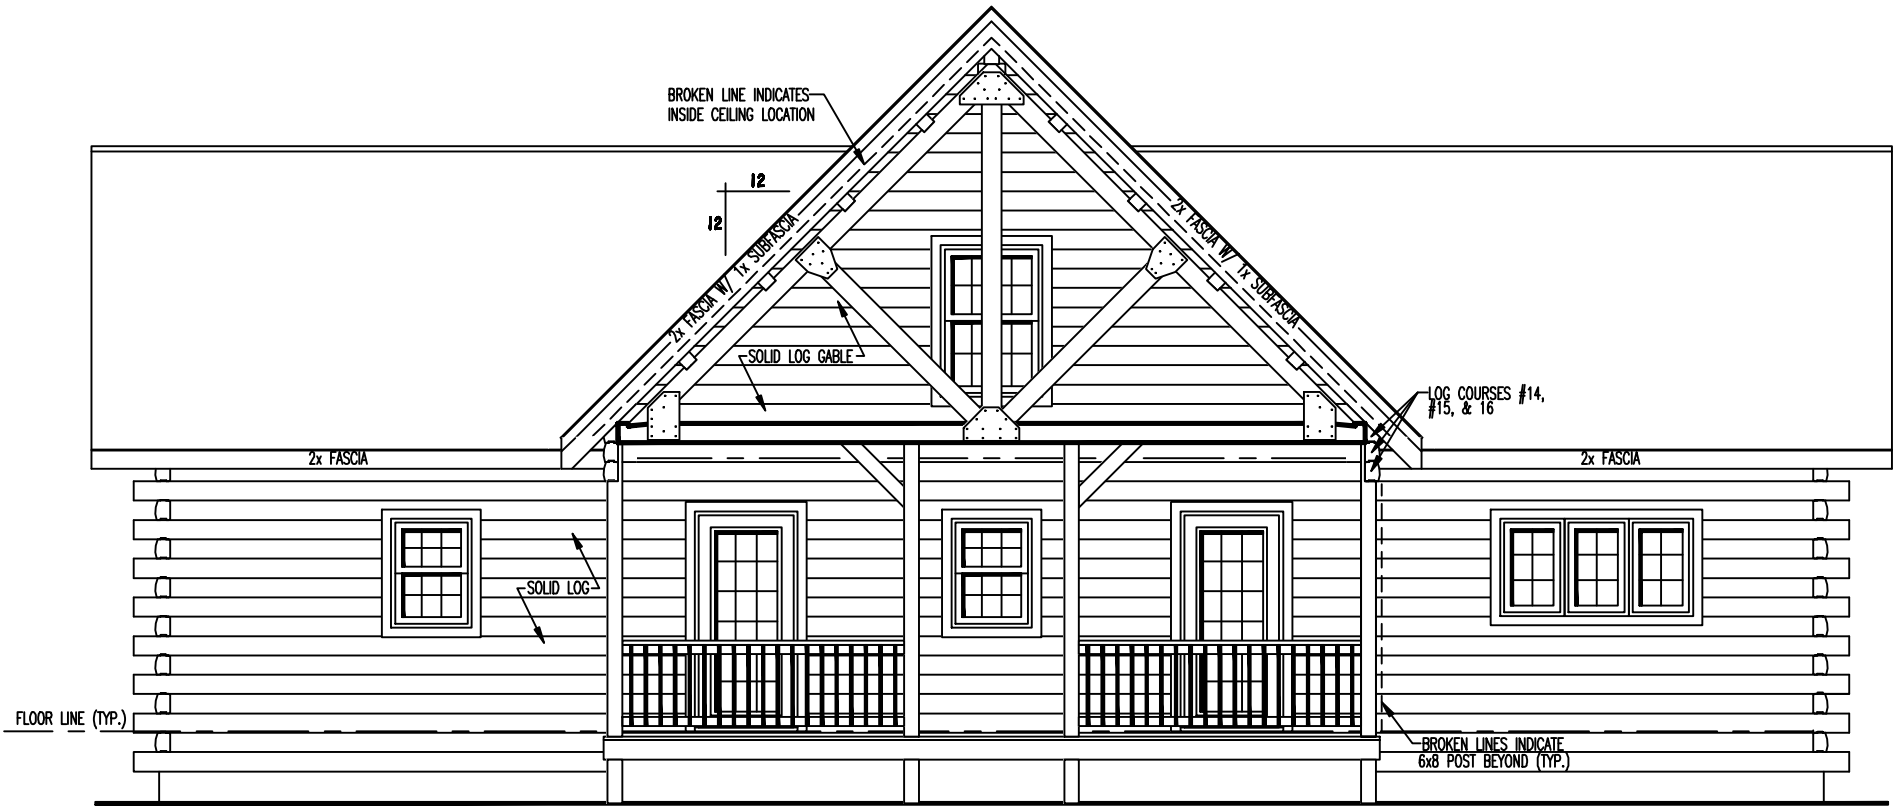 BROKEN LINE INDICATES
INSIDE CEILING LOCATION
12
12
2x FASCIA W/ 1x SUBFASCIA
2x FASCIA W/ 1x SUBFASCIA
SOLID LOG GABLE
LOG COURSES #14,
#15, & 16
2x FASCIA
2x FASCIA
SOLID LOG
FLOOR LINE (TYP.)
BROKEN LINES INDICATE
6x8 POST BEYOND (TYP.)